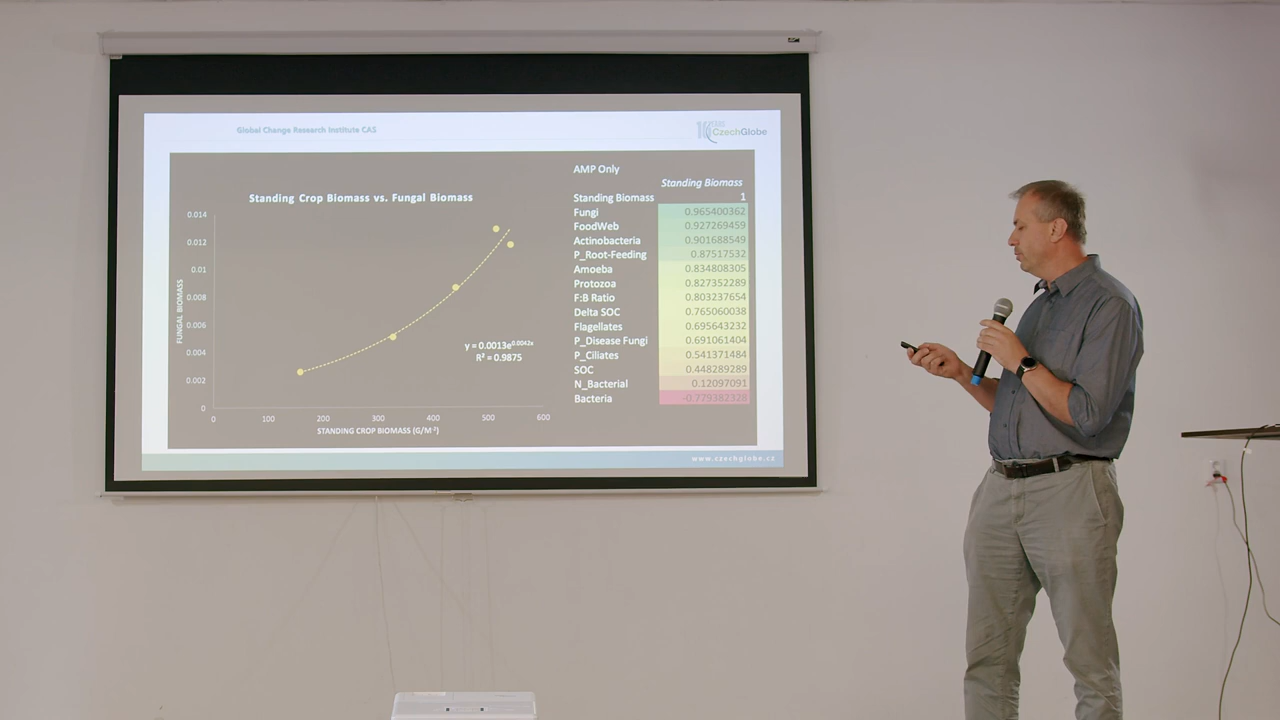 Global Change Research Institute CAS
CzechGlobe
AMP Only
Standing Biomass
Standing Crop Biomass vs. Fungal Biomass
Standing Biomass 1
Fungi 0.965400362
FoodWeb 0.927269459
Actinobacteria 0.901688549
P_Root-Feeding 0.87517532
Amoeba 0.834808305
Protozoa 0.827352289
F:B Ratio 0.803237654
Delta SOC 0.765060038
Flagellates 0.695643232
P_Disease Fungi 0.691061404
P_Ciliates 0.541371484
SOC 0.448289289
N_Bacterial 0.12097091
Bacteria -0.779382328
0.014
0.012
0.01
0.008
0.006
0.004
0.002
0
FUNGAL BIOMASS
y = 0.0013e^0.0042x
R² = 0.9875
0 100 200 300 400 500 600
STANDING CROP BIOMASS (G/M²)
www.czechglobe.cz